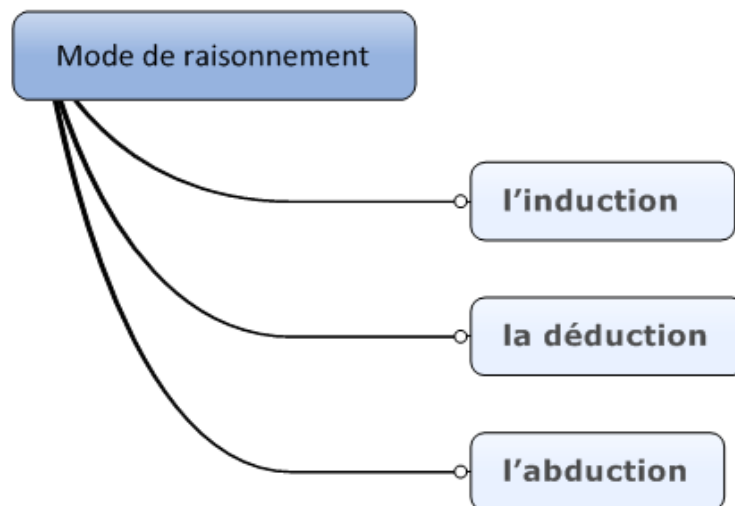 Mode de raisonnement
l’induction
la déduction
l’abduction